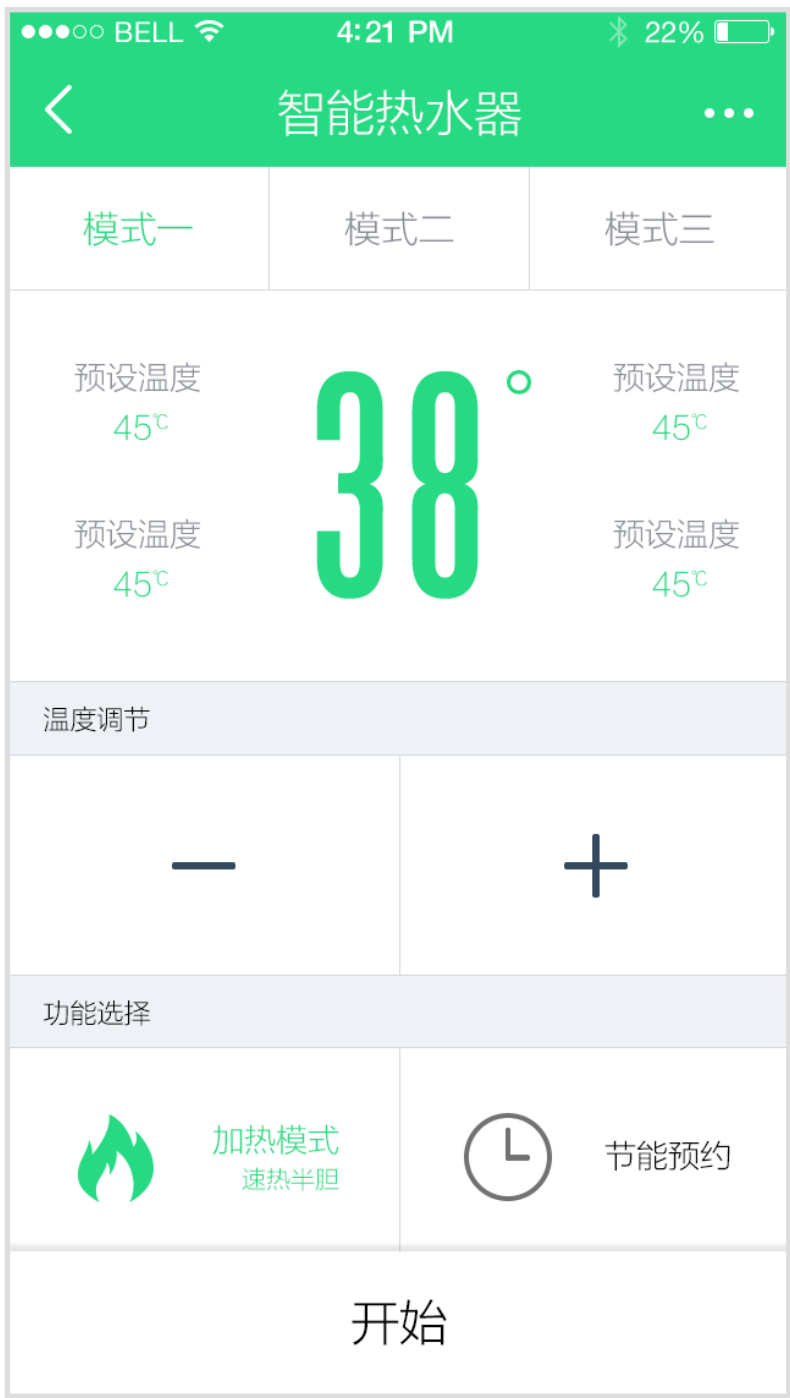 BELL 4:21 PM 22%
智能热水器
模式一 模式二 模式三
预设温度 预设温度
45℃ 38° 45℃
预设温度 预设温度
45℃ 45℃
温度调节
功能选择
加热模式 节能预约
速热半胆
开始